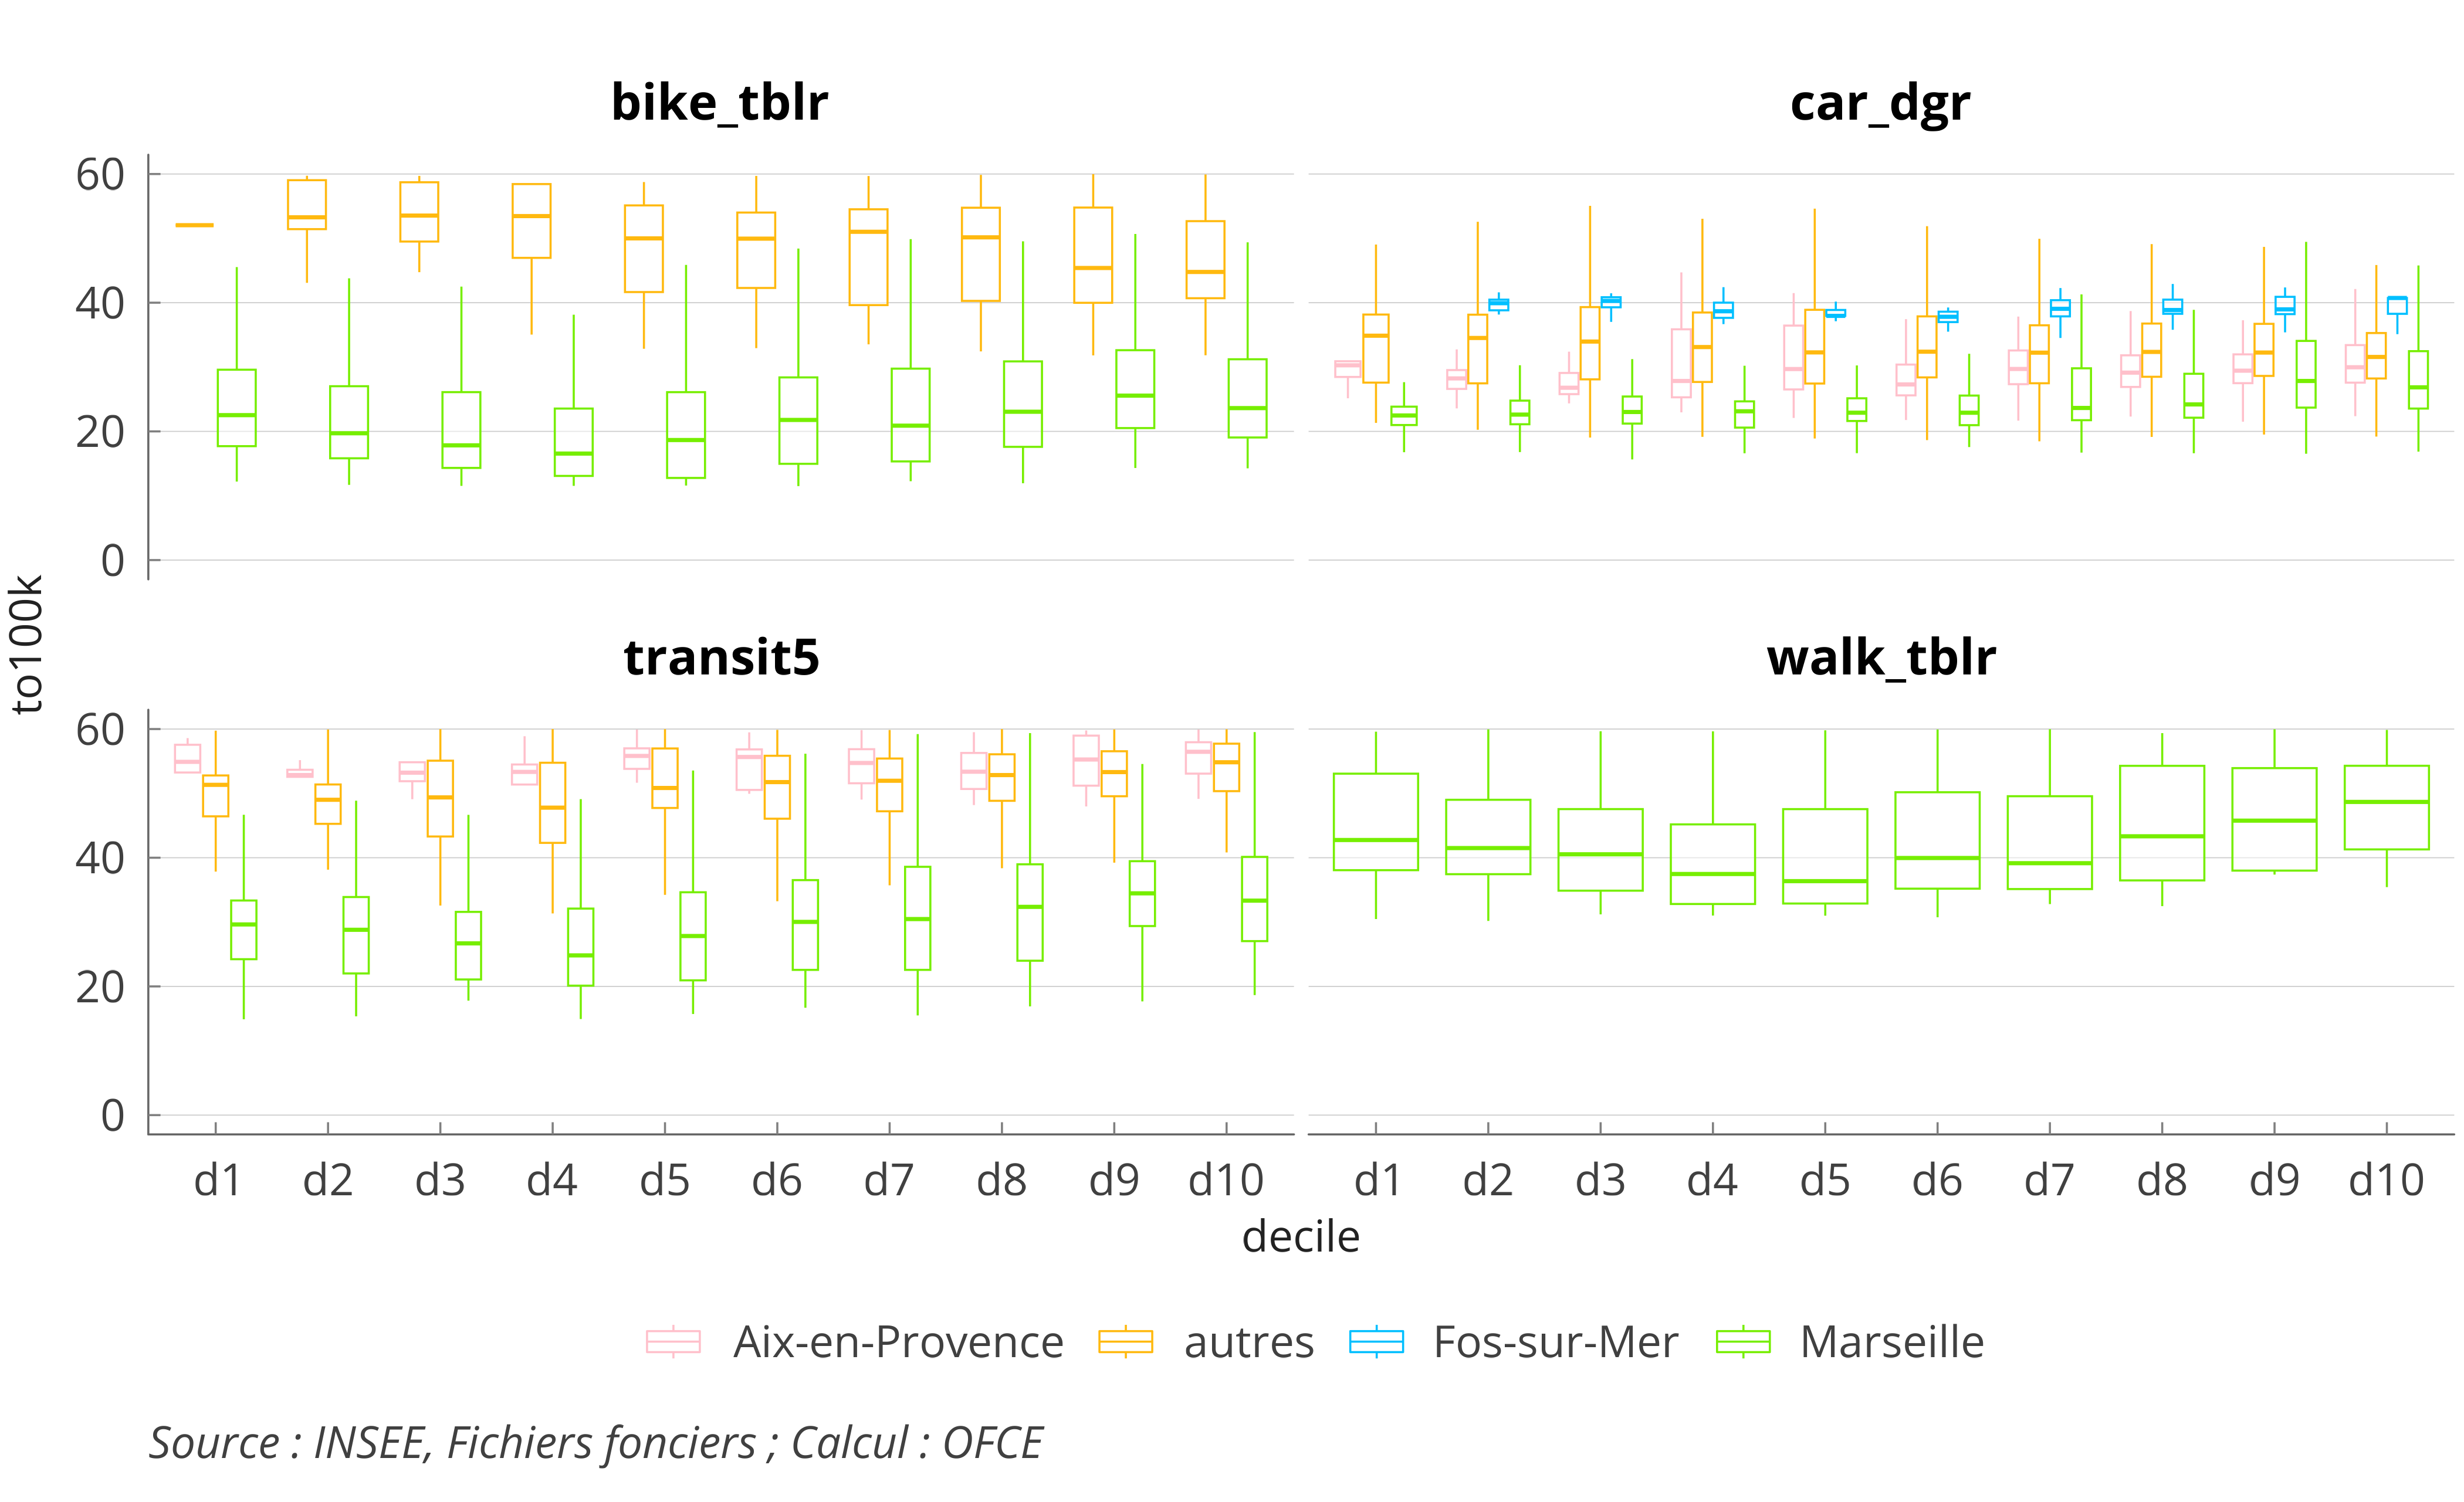 bike_tblr car_dgr
60
40
20
0
to100k
transit5 walk_tblr
60
40
20
0
d1 d2 d3 d4 d5 d6 d7 d8 d9 d10 d1 d2 d3 d4 d5 d6 d7 d8 d9 d10
decile
Aix-en-Provence autres Fos-sur-Mer Marseille
Source : INSEE, Fichiers fonciers ; Calcul : OFCE